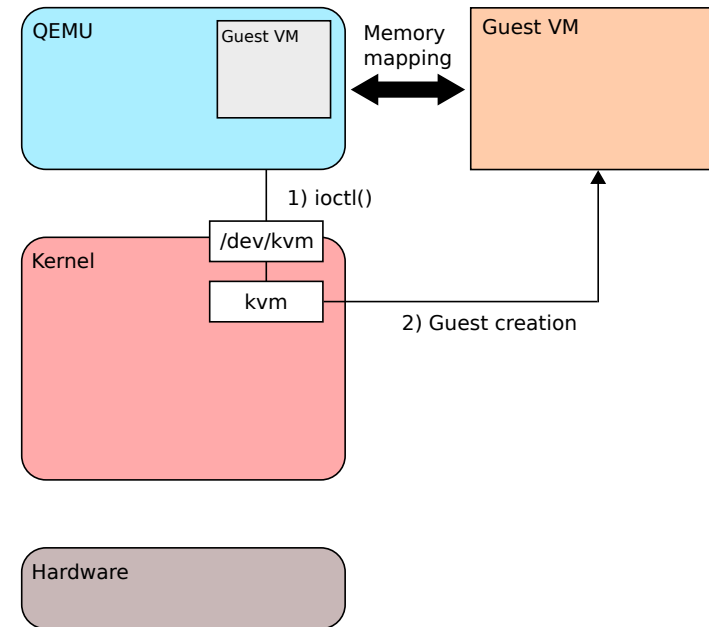 QEMU
Guest VM
Memory
mapping
Guest VM
1) ioctl()
/dev/kvm
Kernel
kvm
2) Guest creation
Hardware